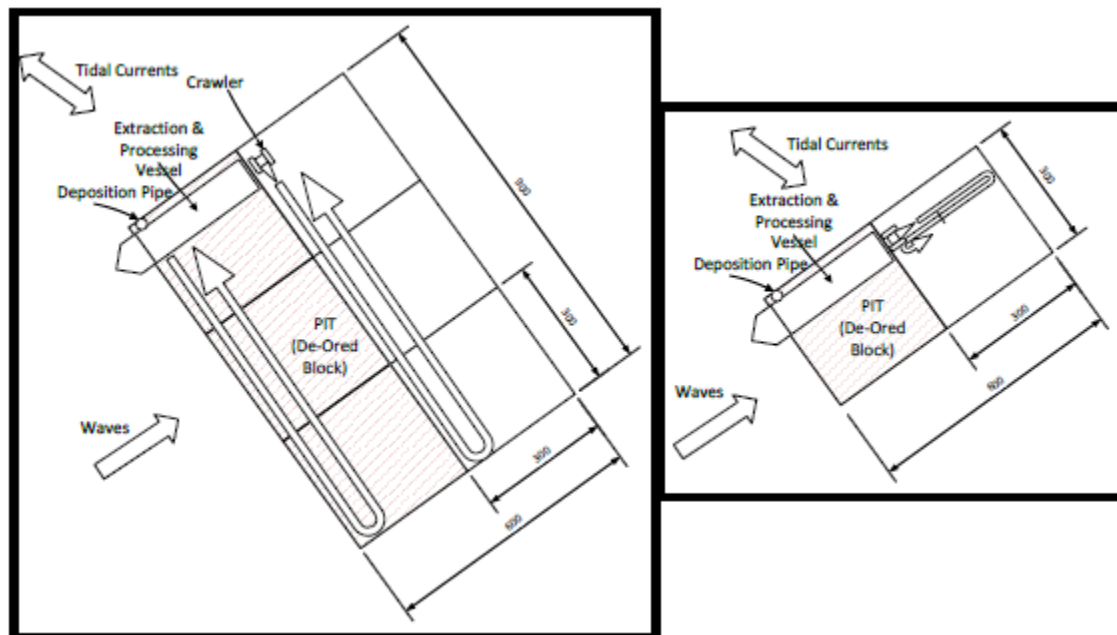 Tidal Currents
Crawler
Extraction &
Processing
Vessel
Deposition Pipe
900
300
PIT
(De-Ored
Block)
Waves
300
600
Tidal Currents
300
Extraction &
Processing
Vessel
Deposition Pipe
PIT
(De-Ored
Block)
300
Waves
600